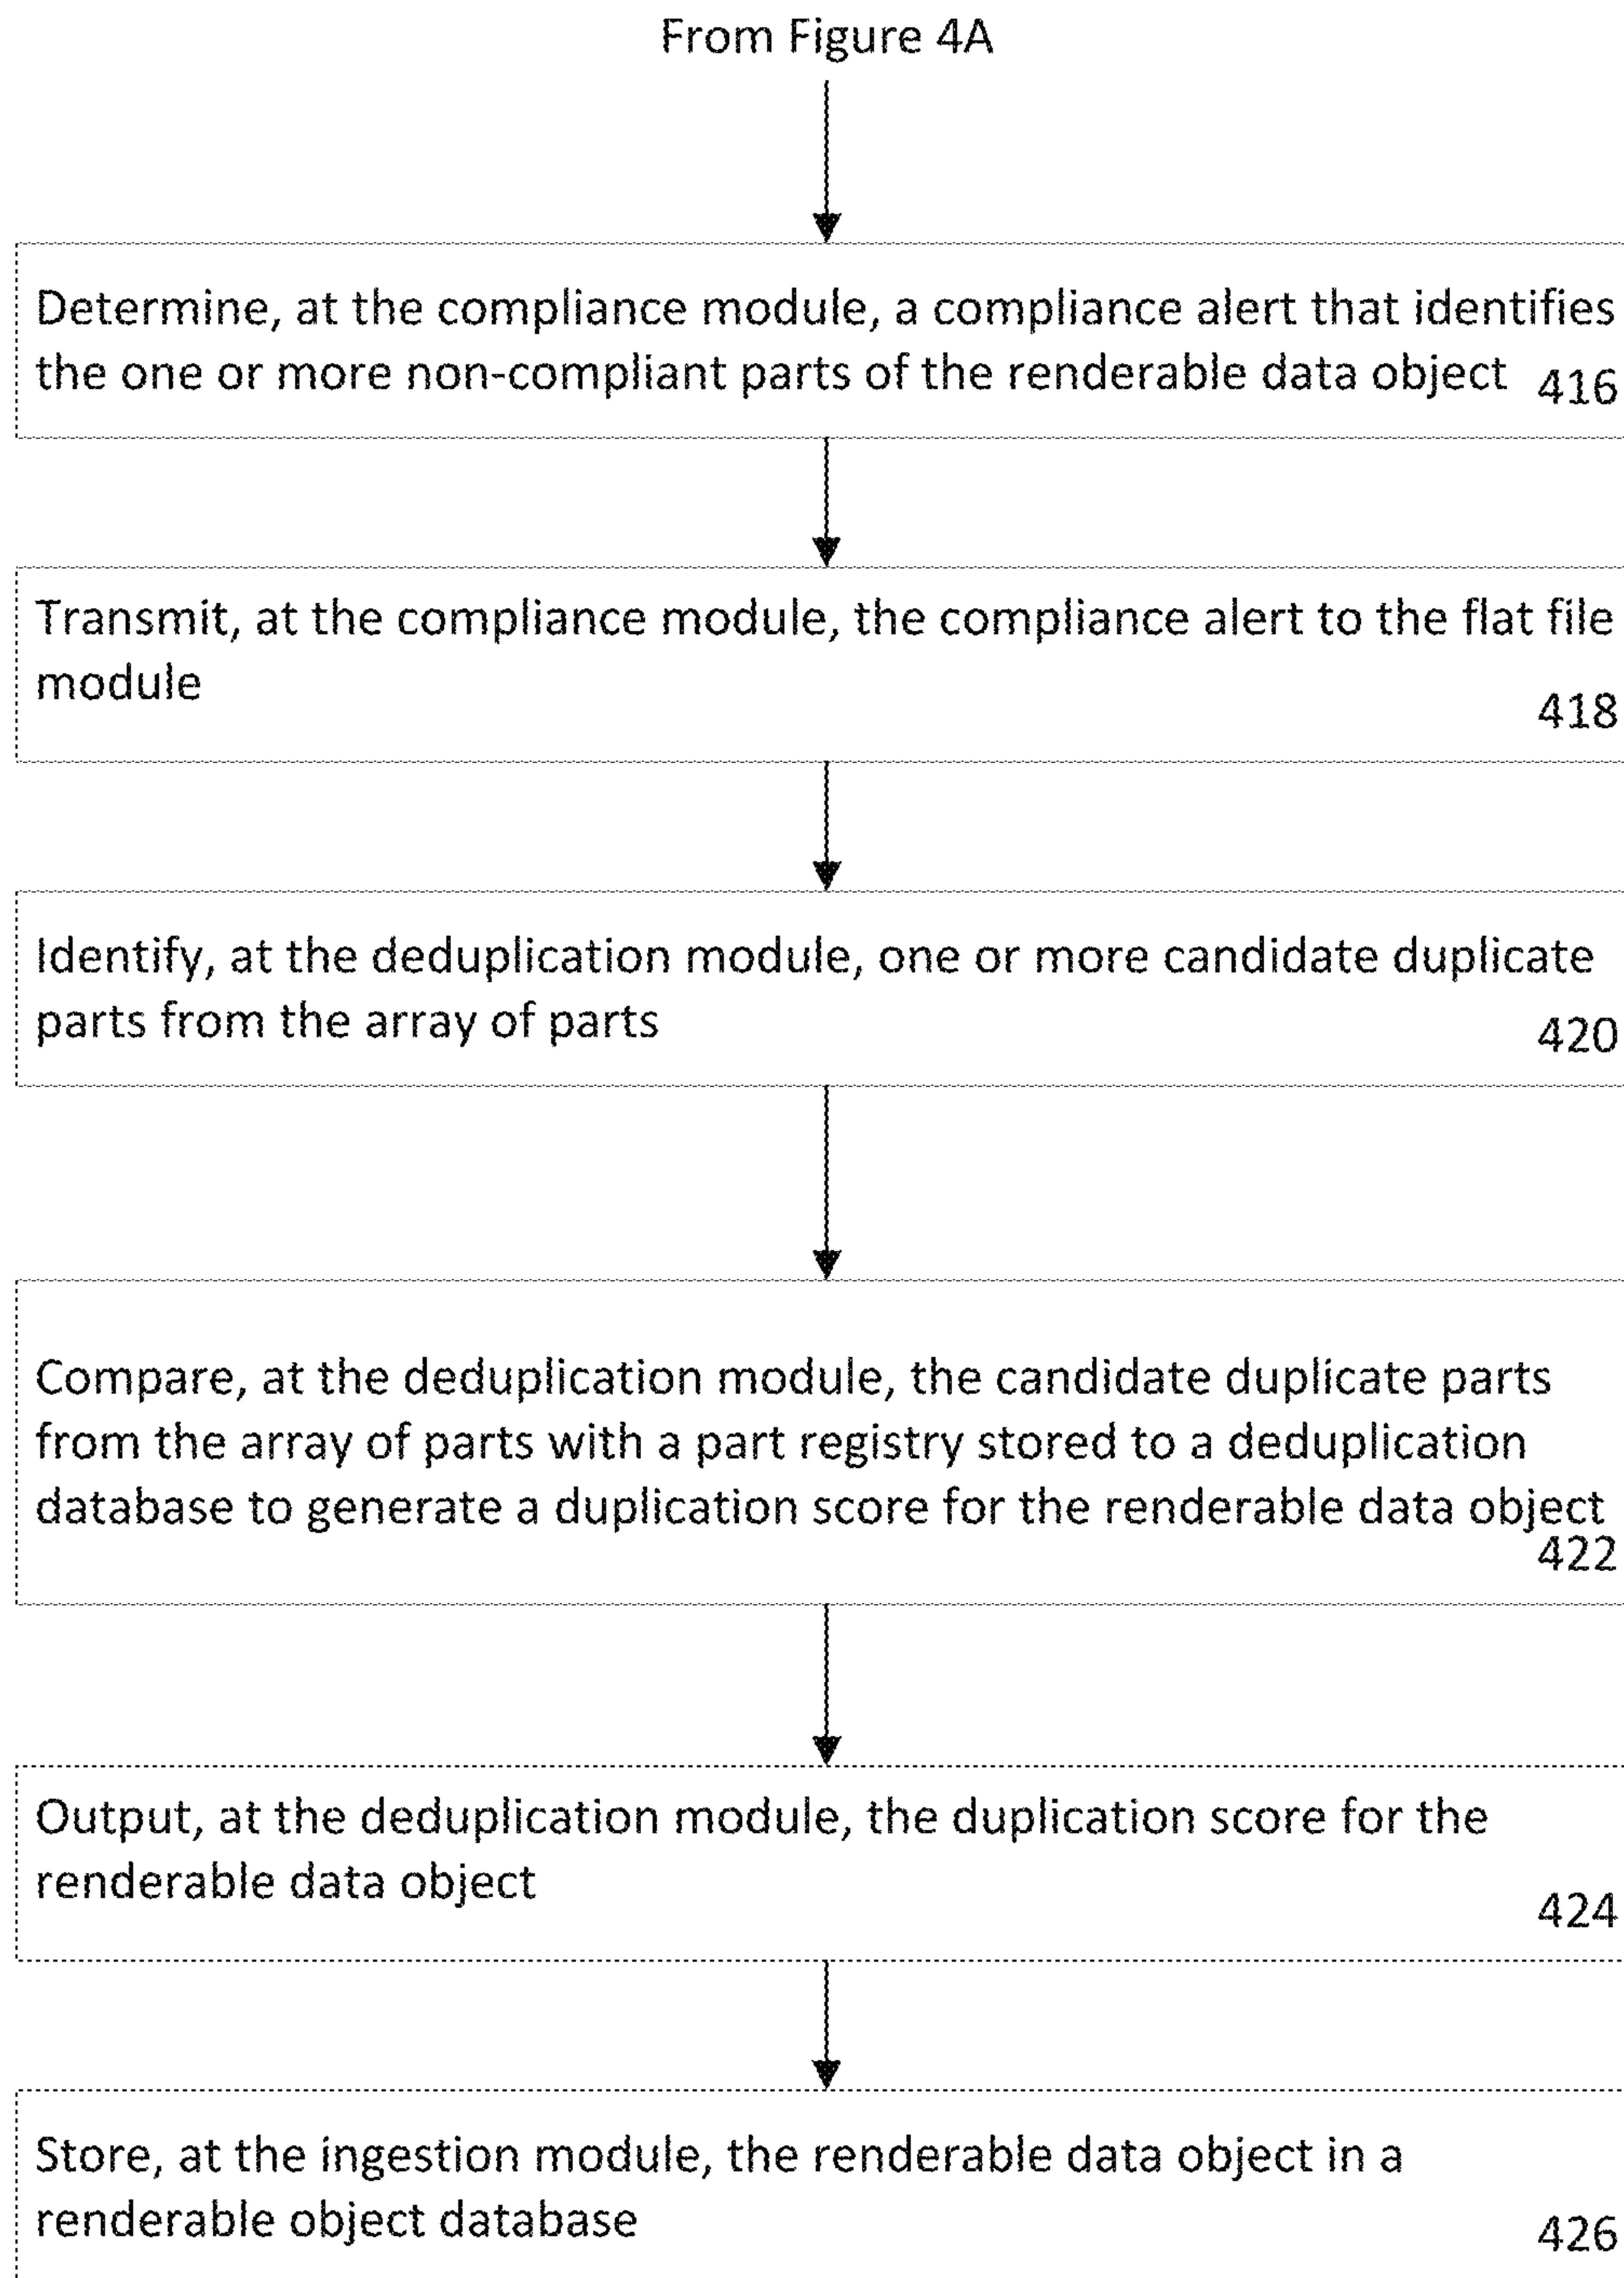 From Figure 4A
Determine, at the compliance module, a compliance alert that identifies
the one or more non-compliant parts of the renderable data object
416
Transmit, at the compliance module, the compliance alert to the flat file
module
418
Identify, at the deduplication module, one or more candidate duplicate
parts from the array of parts
420
Compare, at the deduplication module, the candidate duplicate parts
from the array of parts with a part registry stored to a deduplication
database to generate a duplication score for the renderable data object
422
Output, at the deduplication module, the duplication score for the
renderable data object
424
Store, at the ingestion module, the renderable data object in a
renderable object database
426